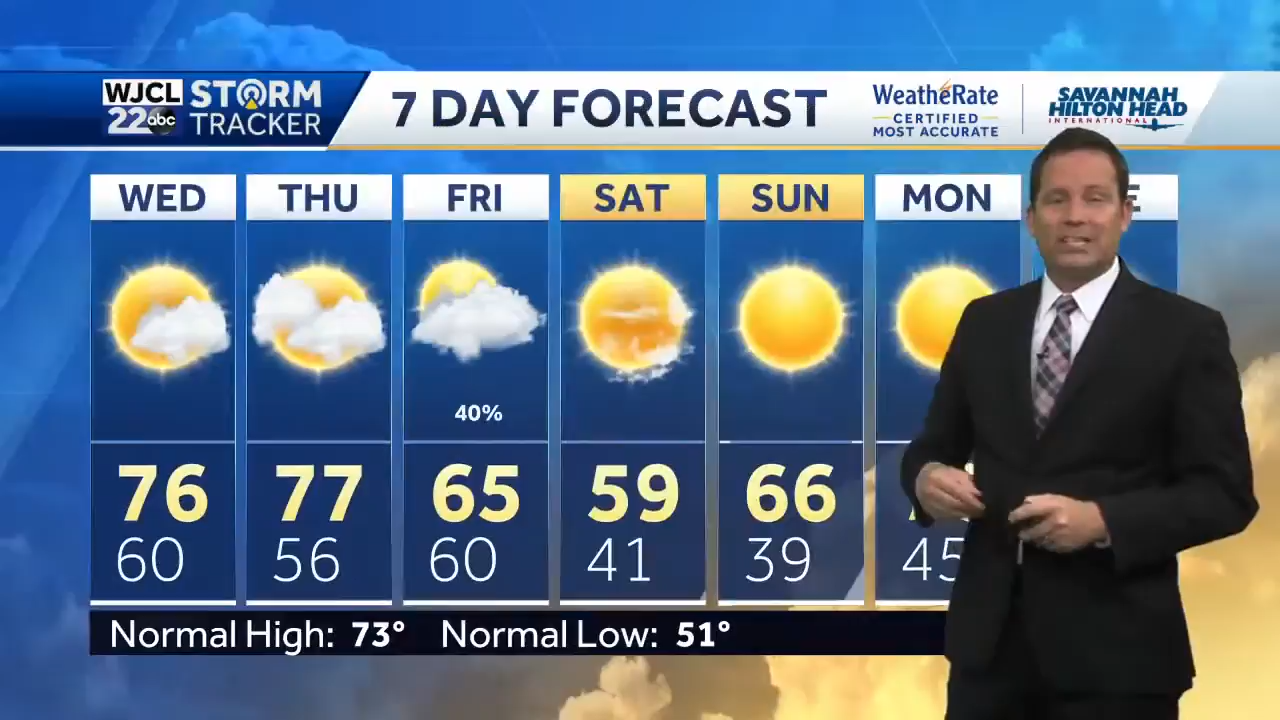 WJCL
22 abc
STORM
TRACKER
7 DAY FORECAST
WeatheRate
CERTIFIED
MOST ACCURATE
SAVANNAH
HILTON HEAD
INTERNATIONAL
WED THU FRI SAT SUN MON
40%
76 77 65 59 66
60 56 60 41 39 45
Normal High: 73° Normal Low: 51°